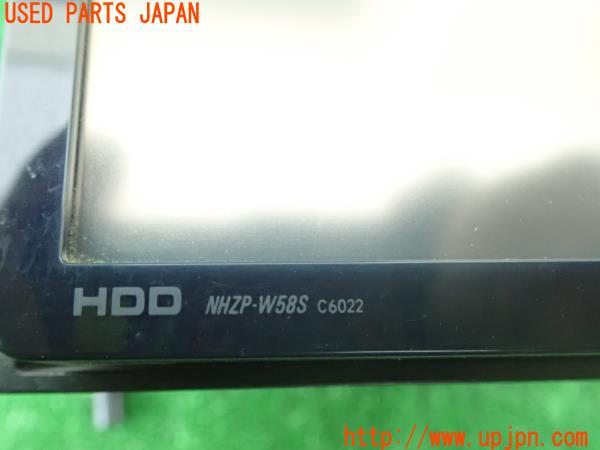 USED PARTS JAPAN
HDD NHZP-W58S C6022
http://www.upjpn.com/